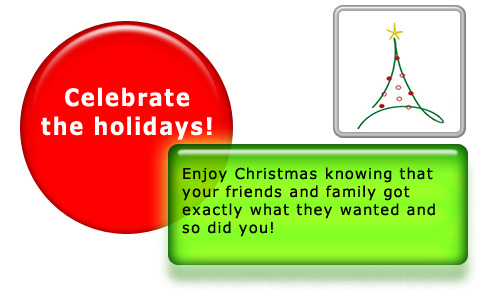 Celebrate
the holidays!
Enjoy Christmas knowing that
your friends and family got
exactly what they wanted and
so did you!